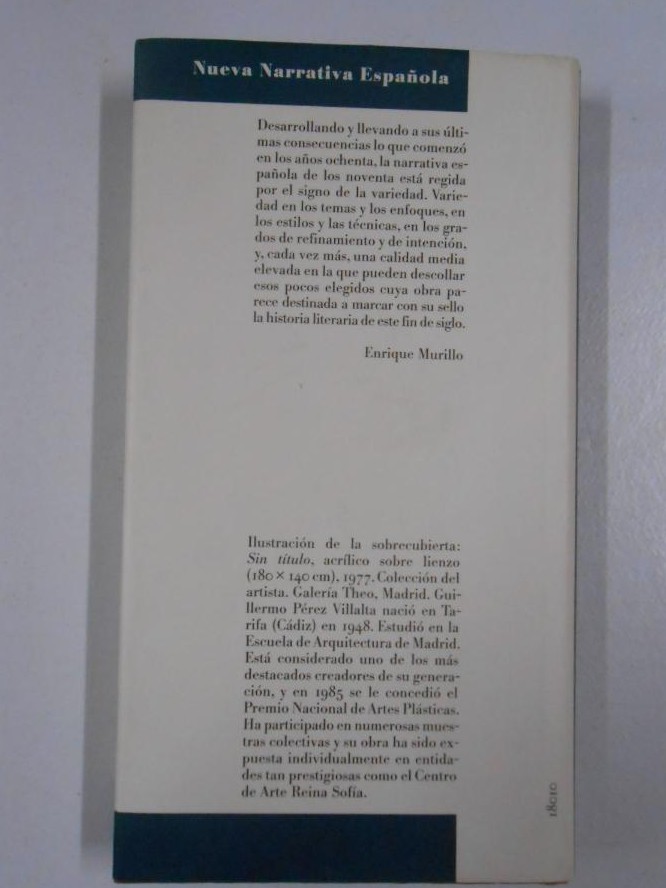 Nueva Narrativa Española
Desarrollando y llevando a sus últi-
mas consecuencias lo que comenzó
en los años ochenta, la narrativa es-
pañola de los noventa está regida
por el signo de la variedad. Varie-
dad en los temas y los enfoques, en
los estilos y las técnicas, en los gra-
dos de refinamiento y de intención,
y, cada vez más, una calidad media
elevada en la que pueden descollar
esos pocos elegidos cuya obra pa-
rece destinada a marcar con su sello
la historia literaria de este fin de siglo.
Enrique Murillo
Ilustración de la sobrecubierta:
Sin título, acrílico sobre lienzo
(180 × 140 cm), 1977. Colección del
artista. Galería Theo, Madrid. Gui-
llermo Pérez Villalta nació en Ta-
rifa (Cádiz) en 1948. Estudió en la
Escuela de Arquitectura de Madrid.
Está considerado uno de los más
destacados creadores de su genera-
ción, y en 1985 se le concedió el
Premio Nacional de Artes Plásticas.
Ha participado en numerosas mues-
tras colectivas y su obra ha sido ex-
puesta individualmente en entida-
des tan prestigiosas como el Centro
de Arte Reina Sofía.
18010